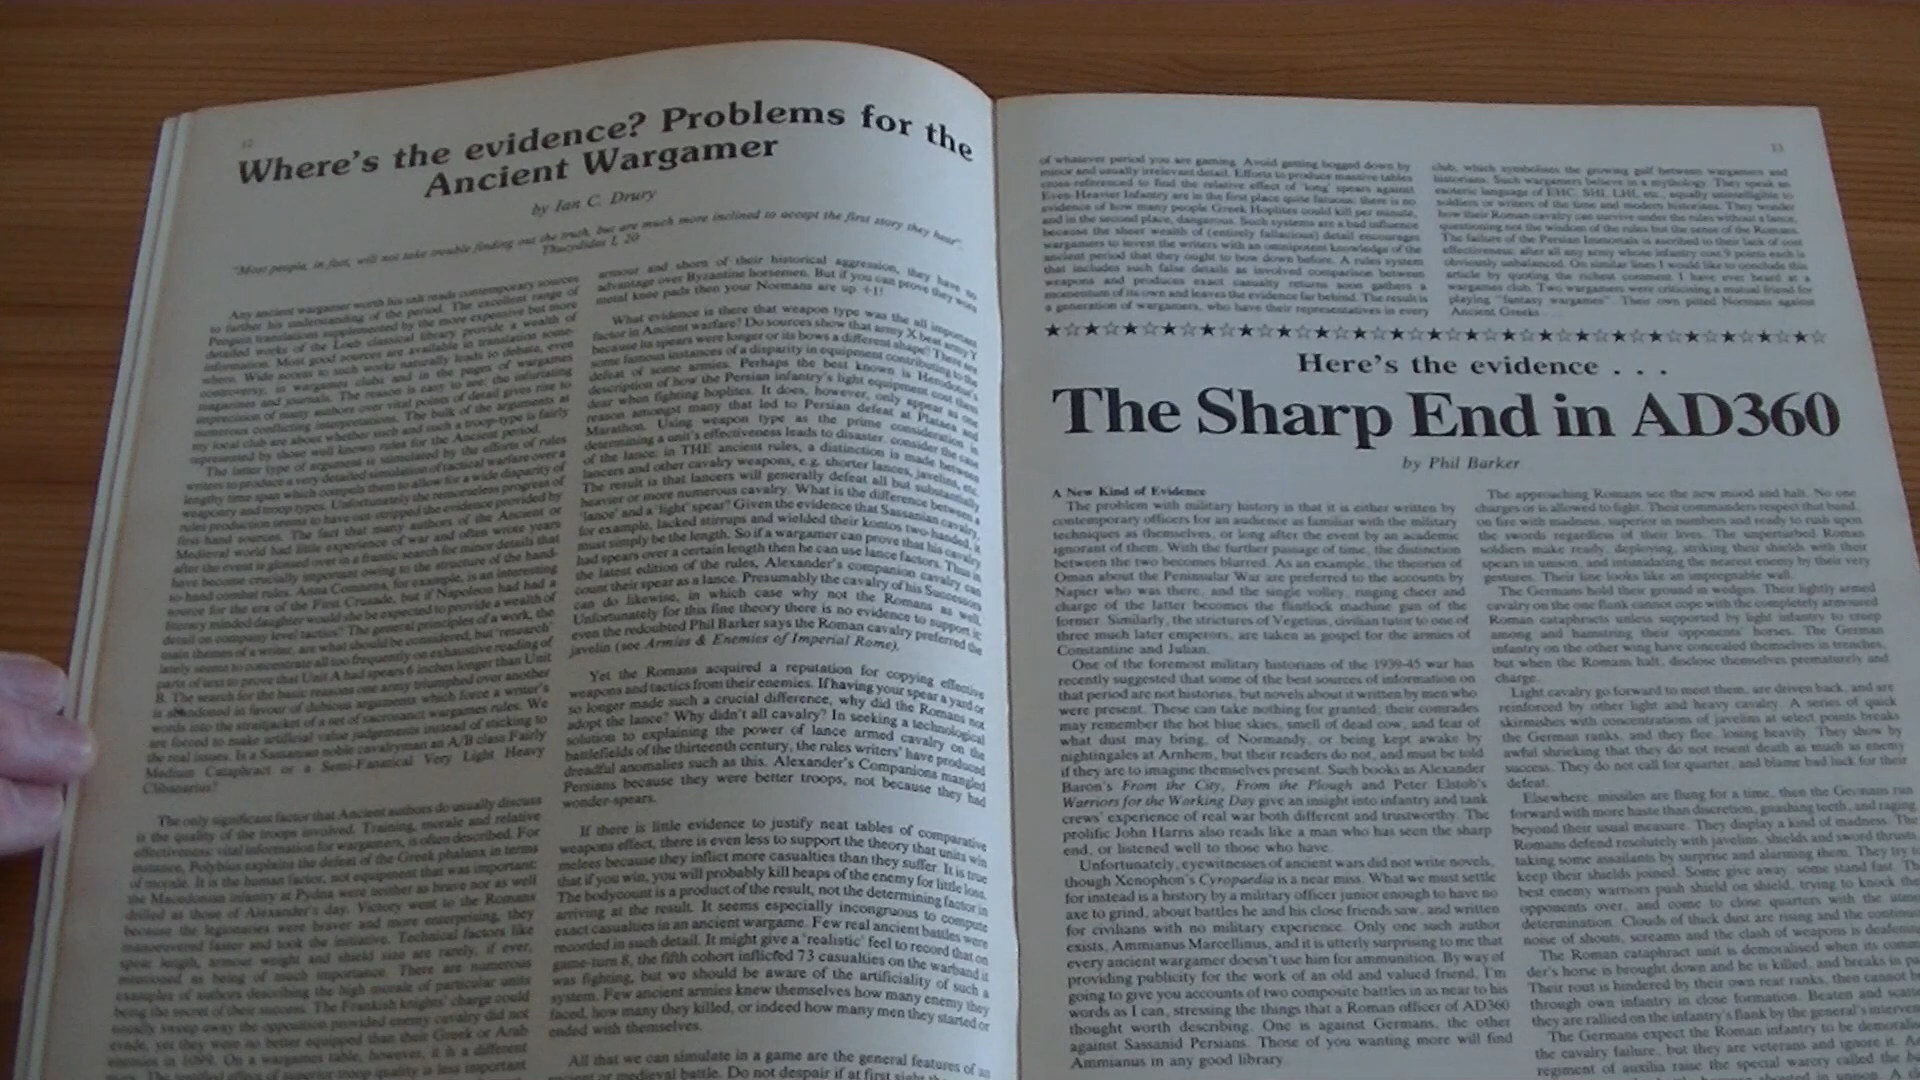 12
Where's the evidence? Problems for the
Ancient Wargamer
by Ian C. Drury
"Most people, in fact, will not take trouble finding out the truth, but are much more inclined to accept the first story they hear".
Thucydides I, 20
Any ancient wargamer worth his salt reads contemporary sources
to further his understanding of the period. The excellent range of
Penguin translations supplemented by the more expensive but more
detailed works of the Loeb classical library provide a wealth of
information. Most good sources are available in translation some-
where. Wide access to such works naturally leads to debate, even
controversy, in wargames clubs and in the pages of wargames
magazines and journals. The reason is easy to see: the infuriating
imprecision of many authors over vital points of detail gives rise to
numerous conflicting interpretations. The bulk of the arguments at
my local club are about whether such and such a troop-type is fairly
represented by those well known rules for the Ancient period.
The latter type of argument is stimulated by the efforts of rules
writers to produce a very detailed simulation of tactical warfare over a
lengthy time span which compels them to allow for a wide disparity of
weaponry and troop types. Unfortunately the remorseless progress of
rules production seems to have out-stripped the evidence provided by
first-hand sources. The fact that many authors of the Ancient or
Medieval world had little experience of war and often wrote years
after the event is glossed over in a frantic search for minor details that
have become crucially important owing to the structure of the hand-
to-hand combat rules. Anna Comnena, for example, is an interesting
source for the era of the First Crusade, but if Napoleon had had a
literary minded daughter would she be expected to provide a wealth of
detail on company level tactics? The general principles of a work, the
main themes of a writer, are what should be considered, but 'research'
lately seems to concentrate all too frequently on exhaustive reading of
parts of text to prove that Unit A had spears 6 inches longer than Unit
B. The search for the basic reasons one army triumphed over another
is abandoned in favour of dubious arguments which force a writer's
words into the straitjacket of a set of sacrosanct wargames rules. We
are forced to make artificial value judgements instead of sticking to
the real issues. Is a Sassanian noble cavalryman an A/B class Fairly
Medium Cataphract or a Semi-Fanatical Very Light Heavy
Clibanarius?
The only significant factor that Ancient authors do usually discuss
is the quality of the troops involved. Training, morale and relative
effectiveness: vital information for wargamers, is often described. For
instance, Polybius explains the defeat of the Greek phalanx in terms
of morale. It is the human factor, not equipment that was important;
the Macedonian infantry at Pydna were neither as brave nor as well
drilled as those of Alexander's day. Victory went to the Romans
because the legionaries were braver and more enterprising, they
manoeuvered faster and took the initiative. Technical factors like
spear length, armour weight and shield size are rarely, if ever,
mentioned as being of much importance. There are numerous
examples of authors describing the high morale of particular units
being the secret of their success. The Frankish knights' charge could
usually sweep away the opposition provided enemy cavalry did not
evade, yet they were no better equipped than their Greek or Arab
enemies in 1099. On a wargames table, however, it is a different
story. The terrified effect of superior troop quality is less important
armour and shorn of their historical aggression, they have no
advantage over Byzantine horsemen. But if you can prove they wore
metal knee pads then your Normans are up +1!
What evidence is there that weapon type was the all important
factor in Ancient warfare? Do sources show that army X beat army Y
because its spears were longer or its bows a different shape? There are
some famous instances of a disparity in equipment contributing to the
defeat of some armies. Perhaps the best known is Herodotus's
description of how the Persian infantry's light equipment cost them
dear when fighting hoplites. It does, however, only appear as one
reason amongst many that led to Persian defeat at Plataea and
Marathon. Using weapon type as the prime consideration in
determining a unit's effectiveness leads to disaster, consider the case
of the lance: in THE ancient rules, a distinction is made between
lancers and other cavalry weapons, e.g. shorter lances, javelins, etc.
The result is that lancers will generally defeat all but substantially
heavier or more numerous cavalry. What is the difference between a
'lance' and a 'light' spear? Given the evidence that Sassanian cavalry,
for example, lacked stirrups and wielded their kontos two-handed, it
must simply be the length. So if a wargamer can prove that his cavalry
had spears over a certain length then he can use lance factors. Thus in
the latest edition of the rules, Alexander's companion cavalry can
count their spear as a lance. Presumably the cavalry of his Successors
can do likewise, in which case why not the Romans as well.
Unfortunately for this fine theory there is no evidence to support it:
even the redoubted Phil Barker says the Roman cavalry preferred the
javelin (see Armies & Enemies of Imperial Rome).
Yet the Romans acquired a reputation for copying effective
weapons and tactics from their enemies. If having your spear a yard or
so longer made such a crucial difference, why did the Romans not
adopt the lance? Why didn't all cavalry? In seeking a technological
solution to explaining the power of lance armed cavalry on the
battlefields of the thirteenth century, the rules writers' have produced
dreadful anomalies such as this. Alexander's Companions mangled
Persians because they were better troops, not because they had
wonder-spears.
If there is little evidence to justify neat tables of comparative
weapons effect, there is even less to support the theory that units win
melees because they inflict more casualties than they suffer. It is true
that if you win, you will probably kill heaps of the enemy for little loss.
The bodycount is a product of the result, not the determining factor in
arriving at the result. It seems especially incongruous to compute
exact casualties in an ancient wargame. Few real ancient battles were
recorded in such detail. It might give a 'realistic' feel to record that on
game-turn 8, the fifth cohort inflicted 73 casualties on the warband it
was fighting, but we should be aware of the artificiality of such a
system. Few ancient armies knew themselves how many enemy they
faced, how many they killed, or indeed how many men they started or
ended with themselves.
All that we can simulate in a game are the general features of
ancient or medieval battle. Do not despair if at first sight the
13
of whatever period you are gaming. Avoid getting bogged down by
minor and usually irrelevant detail. Efforts to produce massive tables
cross-referenced to find the relative effect of 'long' spears against
Even-Heavier Infantry are in the first place quite fatuous: there is no
evidence of how many people Greek Hoplites could kill per minute,
and in the second place, dangerous. Such systems are a bad influence
because the sheer wealth of (entirely fallacious) detail encourages
wargamers to invest the writers with an omnipotent knowledge of the
ancient period that they ought to bow down before. A rules system
that includes such false details as involved comparison between
weapons and produces exact casualty returns soon gathers a
momentum of its own and leaves the evidence far behind. The result is
a generation of wargamers, who have their representatives in every
club, which symbolises the growing gulf between wargamers and
historians. Such wargamers believe in a mythology. They speak an
esoteric language of EHC, SHI, LHI, etc., equally unintelligible to
soldiers or writers of the time and modern historians. They wonder
how their Roman cavalry can survive under the rules without a lance,
questioning not the wisdom of the rules but the sense of the Romans.
The failure of the Persian Immortals is ascribed to their lack of cost
effectiveness: after all any army whose infantry cost 9 points each is
obviously unbalanced. On similar lines I would like to conclude this
article by quoting the richest comment I have ever heard at a
wargames club. Two wargamers were criticising a mutual friend for
playing "fantasy wargames". Their own pitted Normans against
Ancient Greeks . . .
Here's the evidence . . .
The Sharp End in AD360
by Phil Barker
A New Kind of Evidence
The problem with military history is that it is either written by
contemporary officers for an audience as familiar with the military
techniques as themselves, or long after the event by an academic
ignorant of them. With the further passage of time, the distinction
between the two becomes blurred. As an example, the theories of
Oman about the Peninsular War are preferred to the accounts by
Napier who was there, and the single volley, ringing cheer and
charge of the latter becomes the flintlock machine gun of the
former. Similarly, the strictures of Vegetius, civilian tutor to one of
three much later emperors, are taken as gospel for the armies of
Constantine and Julian.
One of the foremost military historians of the 1939-45 war has
recently suggested that some of the best sources of information on
that period are not histories, but novels about it written by men who
were present. These can take nothing for granted; their comrades
may remember the hot blue skies, smell of dead cow, and fear of
what dust may bring, of Normandy, or being kept awake by
nightingales at Arnhem, but their readers do not, and must be told
if they are to imagine themselves present. Such books as Alexander
Baron's From the City, From the Plough and Peter Elstob's
Warriors for the Working Day give an insight into infantry and tank
crews' experience of real war both different and trustworthy. The
prolific John Harris also reads like a man who has seen the sharp
end, or listened well to those who have.
Unfortunately, eyewitnesses of ancient wars did not write novels,
though Xenophon's Cyropaedia is a near miss. What we must settle
for instead is a history by a military officer junior enough to have no
axe to grind, about battles he and his close friends saw, and written
for civilians with no military experience. Only one such author
exists, Ammianus Marcellinus, and it is utterly surprising to me that
every ancient wargamer doesn't use him for ammunition. By way of
providing publicity for the work of an old and valued friend, I'm
going to give you accounts of two composite battles in as near to his
words as I can, stressing the things that a Roman officer of AD360
thought worth describing. One is against Germans, the other
against Sassanid Persians. Those of you wanting more will find
Ammianus in any good library.
The approaching Romans see the new mood and halt. No one
charges or is allowed to fight. Their commanders respect that band,
on fire with madness, superior in numbers and ready to rush upon
the swords regardless of their lives. The unperturbed Roman
soldiers make ready, deploying, striking their shields with their
spears in unison, and intimidating the nearest enemy by their very
gestures. Their line looks like an impregnable wall.
The Germans hold their ground in wedges. Their lightly armed
cavalry on the one flank cannot cope with the completely armoured
Roman cataphracts unless supported by light infantry to creep
among and hamstring their opponents' horses. The German
infantry on the other wing have concealed themselves in trenches,
but when the Romans halt, disclose themselves prematurely and
charge.
Light cavalry go forward to meet them, are driven back, and are
reinforced by other light and heavy cavalry. A series of quick
skirmishes with concentrations of javelins at select points breaks
the German ranks, and they flee, losing heavily. They show by
awful shrieking that they do not resent death as much as enemy
success. They do not call for quarter, and blame bad luck for their
defeat.
Elsewhere, missiles are flung for a time, then the Germans run
forward with more haste than discretion, gnashing teeth, and raging
beyond their usual measure. They display a kind of madness. The
Romans defend resolutely with javelins, shields and sword thrusts
taking some assailants by surprise and alarming them. They try to
keep their shields joined. Some give away, some stand fast. The
best enemy warriors push shield on shield, trying to knock the
opponents over, and come to close quarters with the
determination. Clouds of thick dust are rising and the
noise of shouts, screams and the clash of weapons is
The Roman cataphract unit is demoralised when its
der's horse is brought down and he is killed, and breaks in
Their rout is hindered by their own rear ranks, then cannot
through own infantry in close formation. Beaten and
they are rallied on the infantry's flank by the general's
The Germans expect the Roman infantry to be
the cavalry failure, but they are veterans and ignore it.
regiment of auxilia raise the special warcry called the